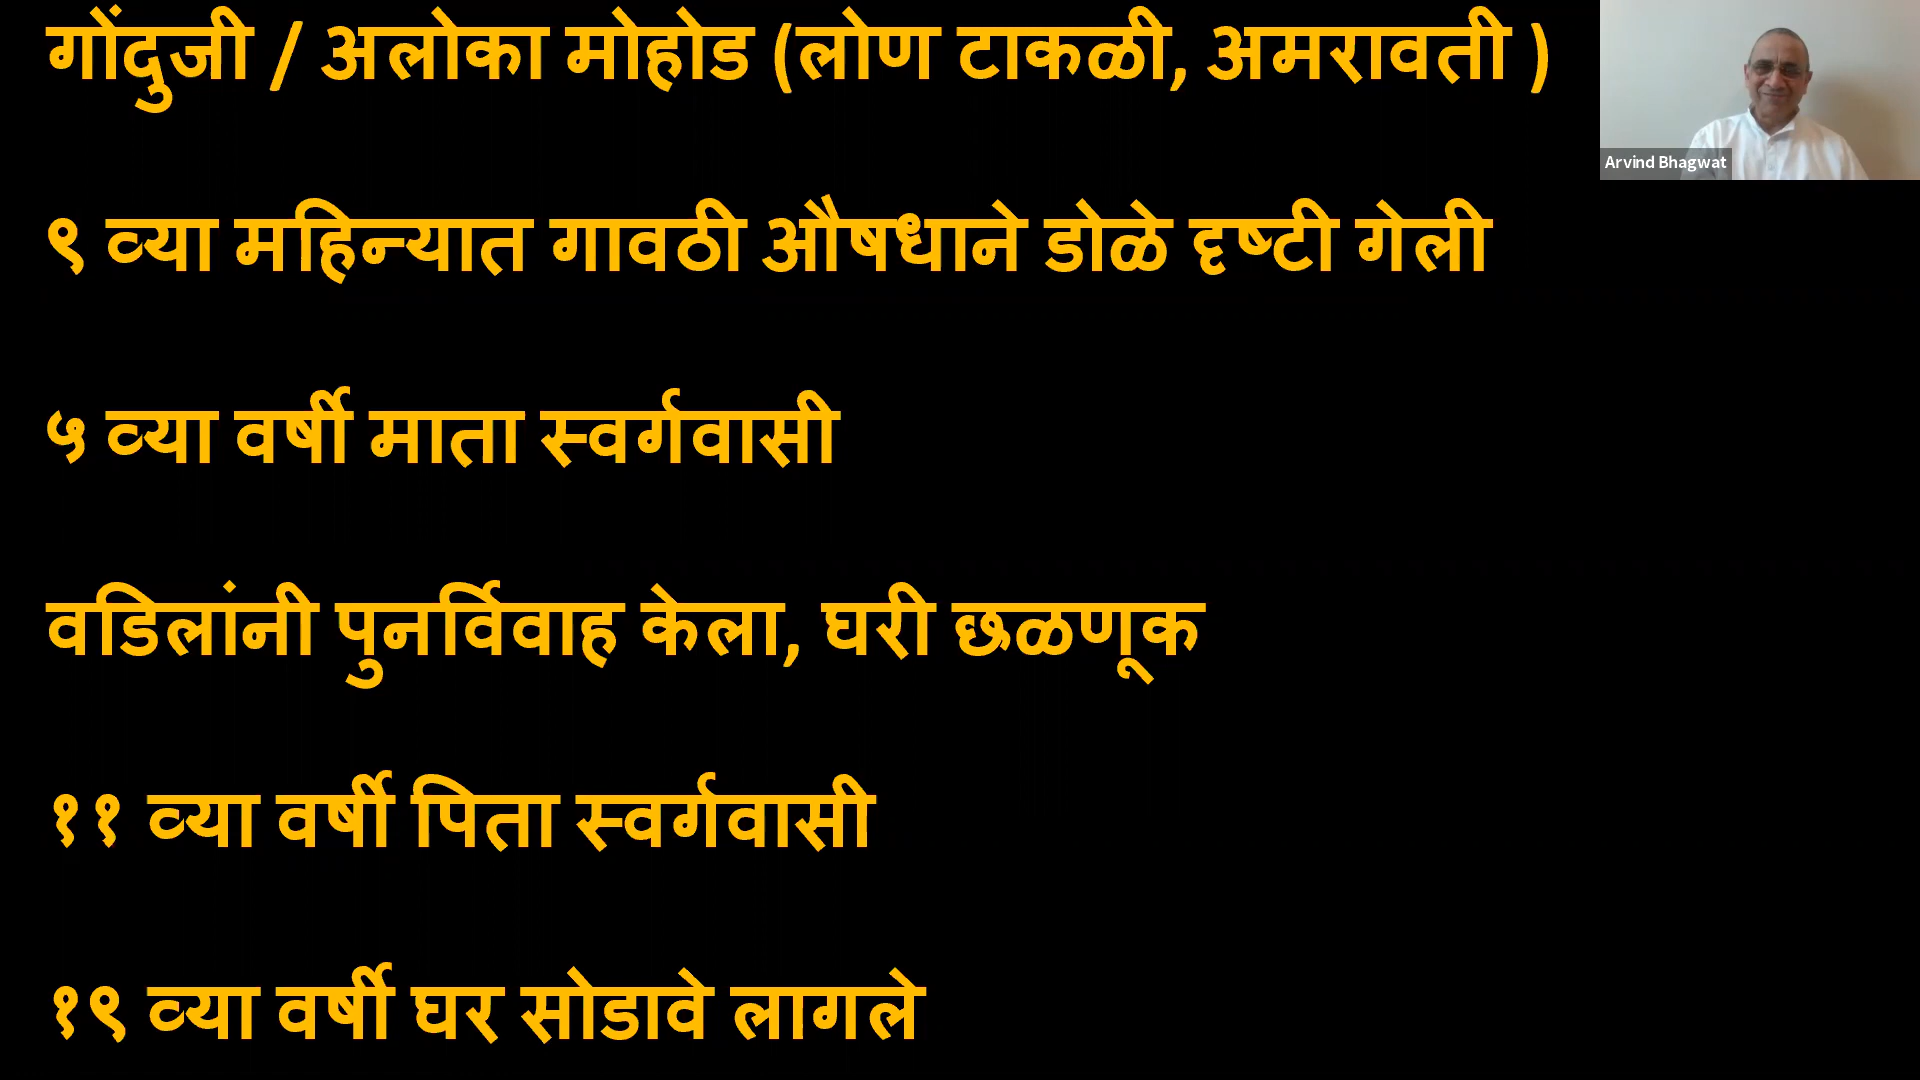 गोंदुजी / अलोका मोहोड (लोण टाकळी, अमरावती )
Arvind Bhagwat
९ व्या महिन्यात गावठी औषधाने डोळे दृष्टी गेली
५ व्या वर्षी माता स्वर्गवासी
वडिलांनी पुनर्विवाह केला, घरी छळणूक
११ व्या वर्षी पिता स्वर्गवासी
१९ व्या वर्षी घर सोडावे लागले